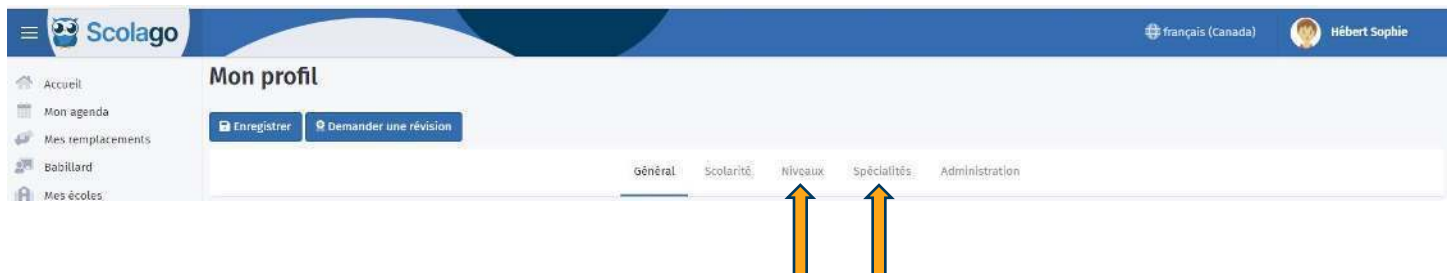 Scolago
français (Canada)
Hébert Sophie
Accueil
Mon agenda
Mes remplacements
Babillard
Mes écoles
Mon profil
Enregistrer
Demander une révision
Général
Scolarité
Niveaux
Spécialités
Administration